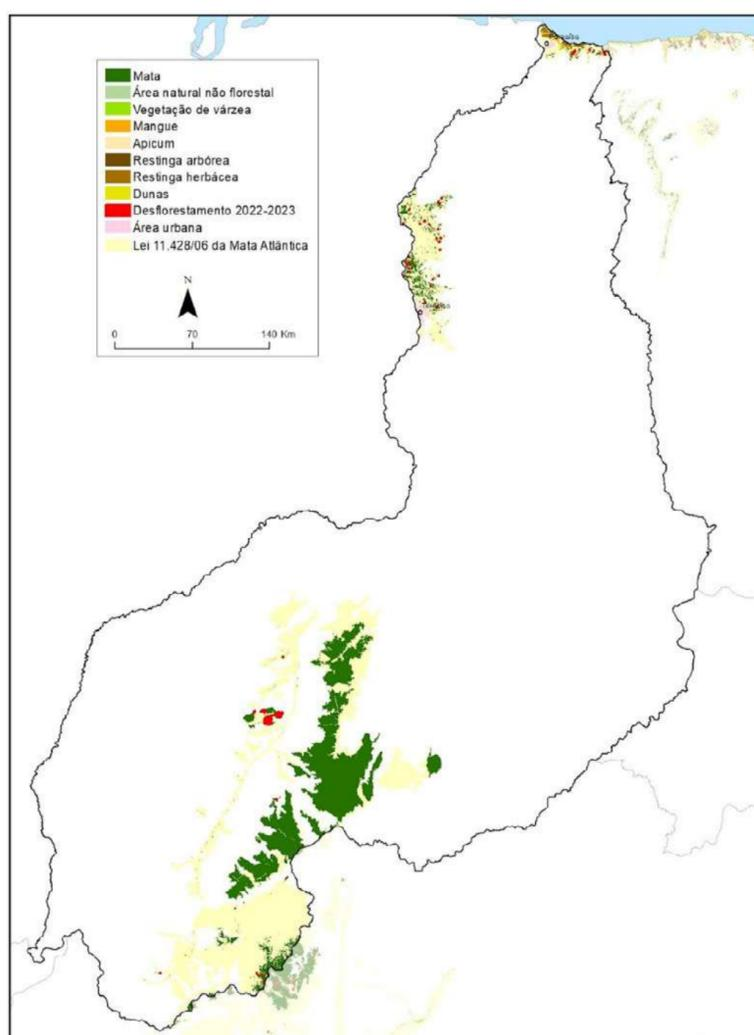 Mata
Área natural não florestal
Vegetação de várzea
Mangue
Apicum
Restinga arbórea
Restinga herbácea
Dunas
Desflorestamento 2022-2023
Área urbana
Lei 11.428/06 da Mata Atlântica
N
0 70 140 Km